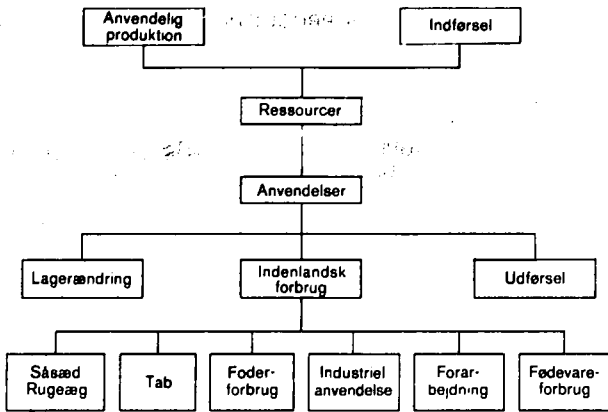 Anvendelig
produktion
Indførsel
Ressourcer
Anvendelser
Lagerændring
Indenlandsk
forbrug
Udførsel
Såsæd
Rugeæg
Tab
Foder-
forbrug
Industriel
anvendelse
Forar-
bejdning
Fødevare-
forbrug